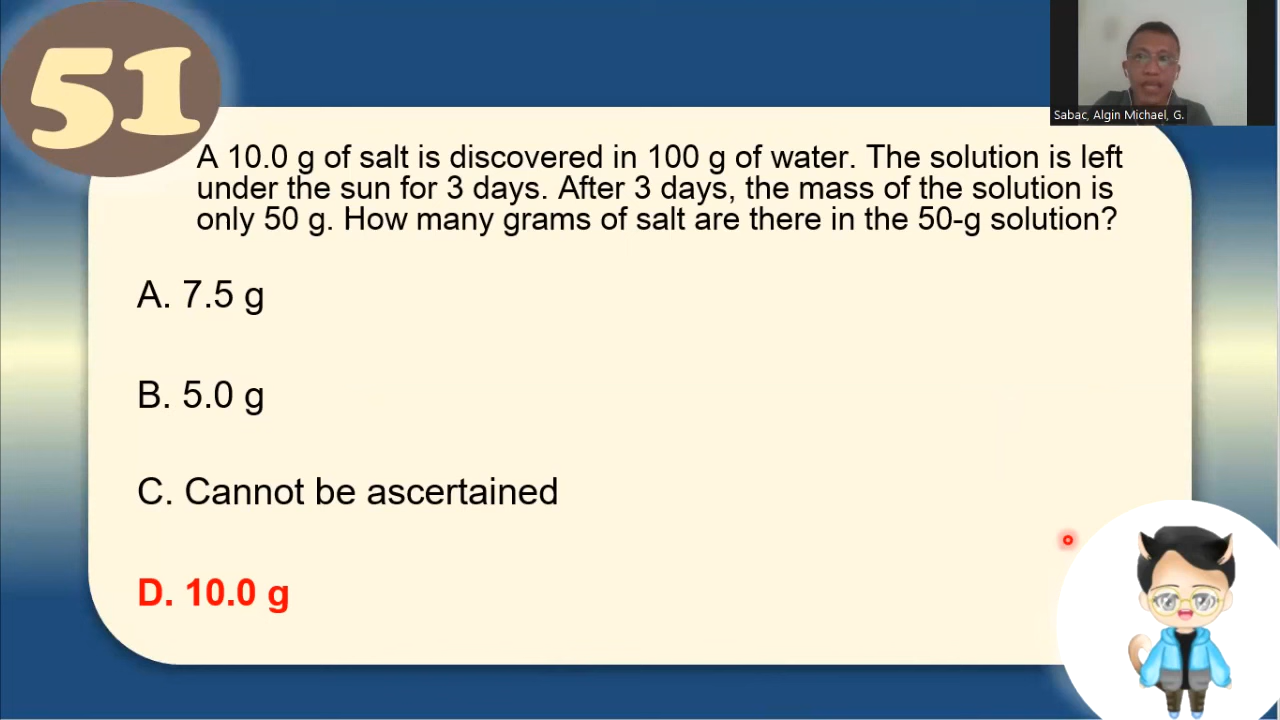 51
Sabac, Algin Michael, G.
A 10.0 g of salt is discovered in 100 g of water. The solution is left
under the sun for 3 days. After 3 days, the mass of the solution is
only 50 g. How many grams of salt are there in the 50-g solution?
A. 7.5 g
B. 5.0 g
C. Cannot be ascertained
D. 10.0 g